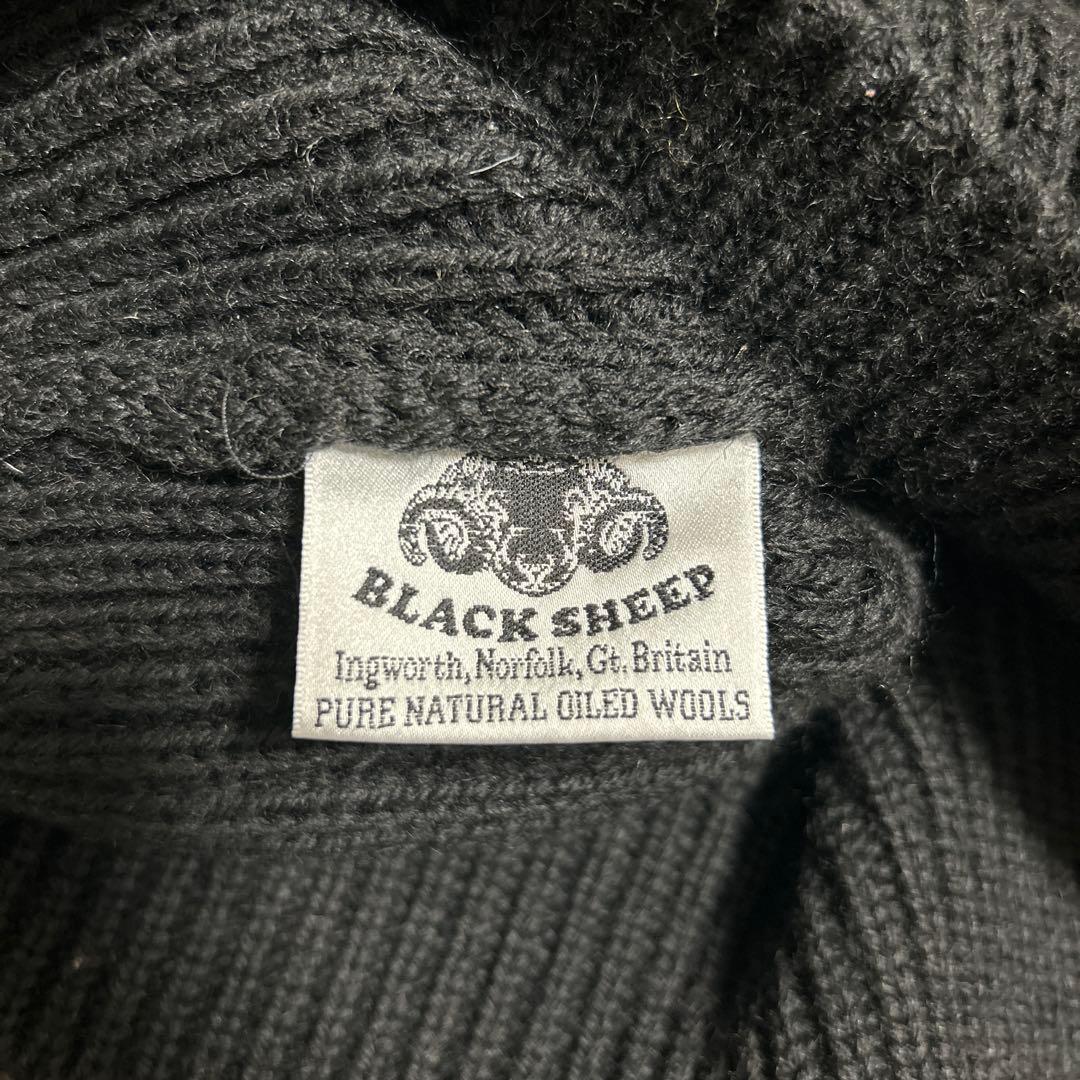 BLACK SHEEP
Ingworth, Norfolk, Gt. Britain
PURE NATURAL OILED WOOLS